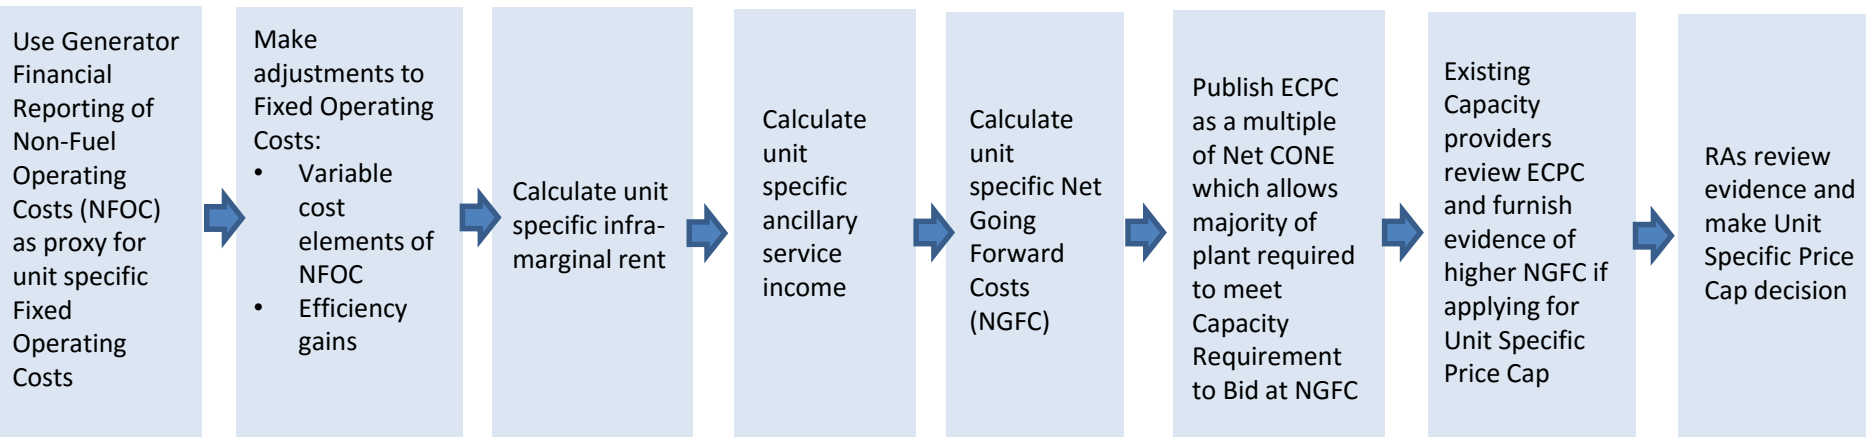 Use Generator
Financial
Reporting of
Non-Fuel
Operating
Costs (NFOC)
as proxy for
unit specific
Fixed
Operating
Costs
Make
adjustments to
Fixed Operating
Costs:
• Variable
cost
elements of
NFOC
• Efficiency
gains
Calculate unit
specific infra-
marginal rent
Calculate
unit
specific
ancillary
service
income
Calculate
unit
specific Net
Going
Forward
Costs
(NGFC)
Publish ECPC
as a multiple
of Net CONE
which allows
majority of
plant required
to meet
Capacity
Requirement
to Bid at NGFC
Existing
Capacity
providers
review ECPC
and furnish
evidence of
higher NGFC if
applying for
Unit Specific
Price Cap
RAs review
evidence and
make Unit
Specific Price
Cap decision